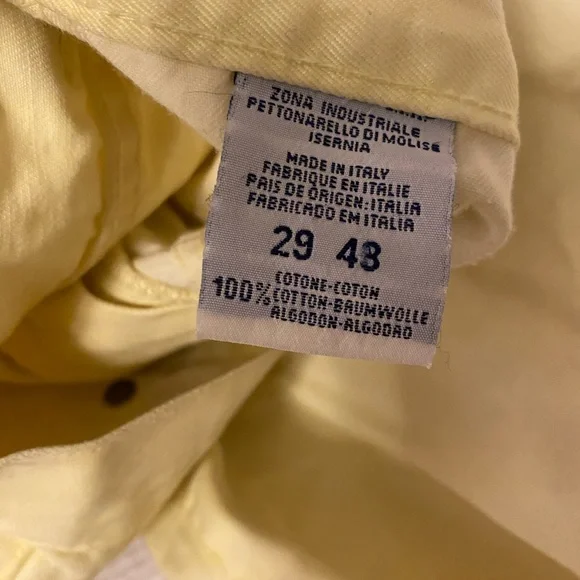 ZONA INDUSTRIALE
PETTONARELLO DI MOLISE
ISERNIA
MADE IN ITALY
FABRIQUE EN ITALIE
PAIS DE ORIGEN: ITALIA
FABRICADO EM ITALIA
29 43
COTONE-COTON
100% COTTON-BAUMWOLLE
ALGODON-ALGODAO